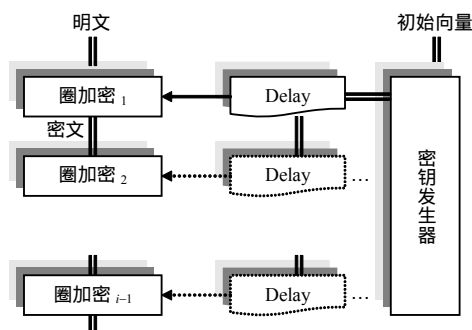 明文
初始向量
圈加密 1
Delay
密文
圈加密 2
Delay
...
密钥发生器
圈加密 i–1
Delay
...